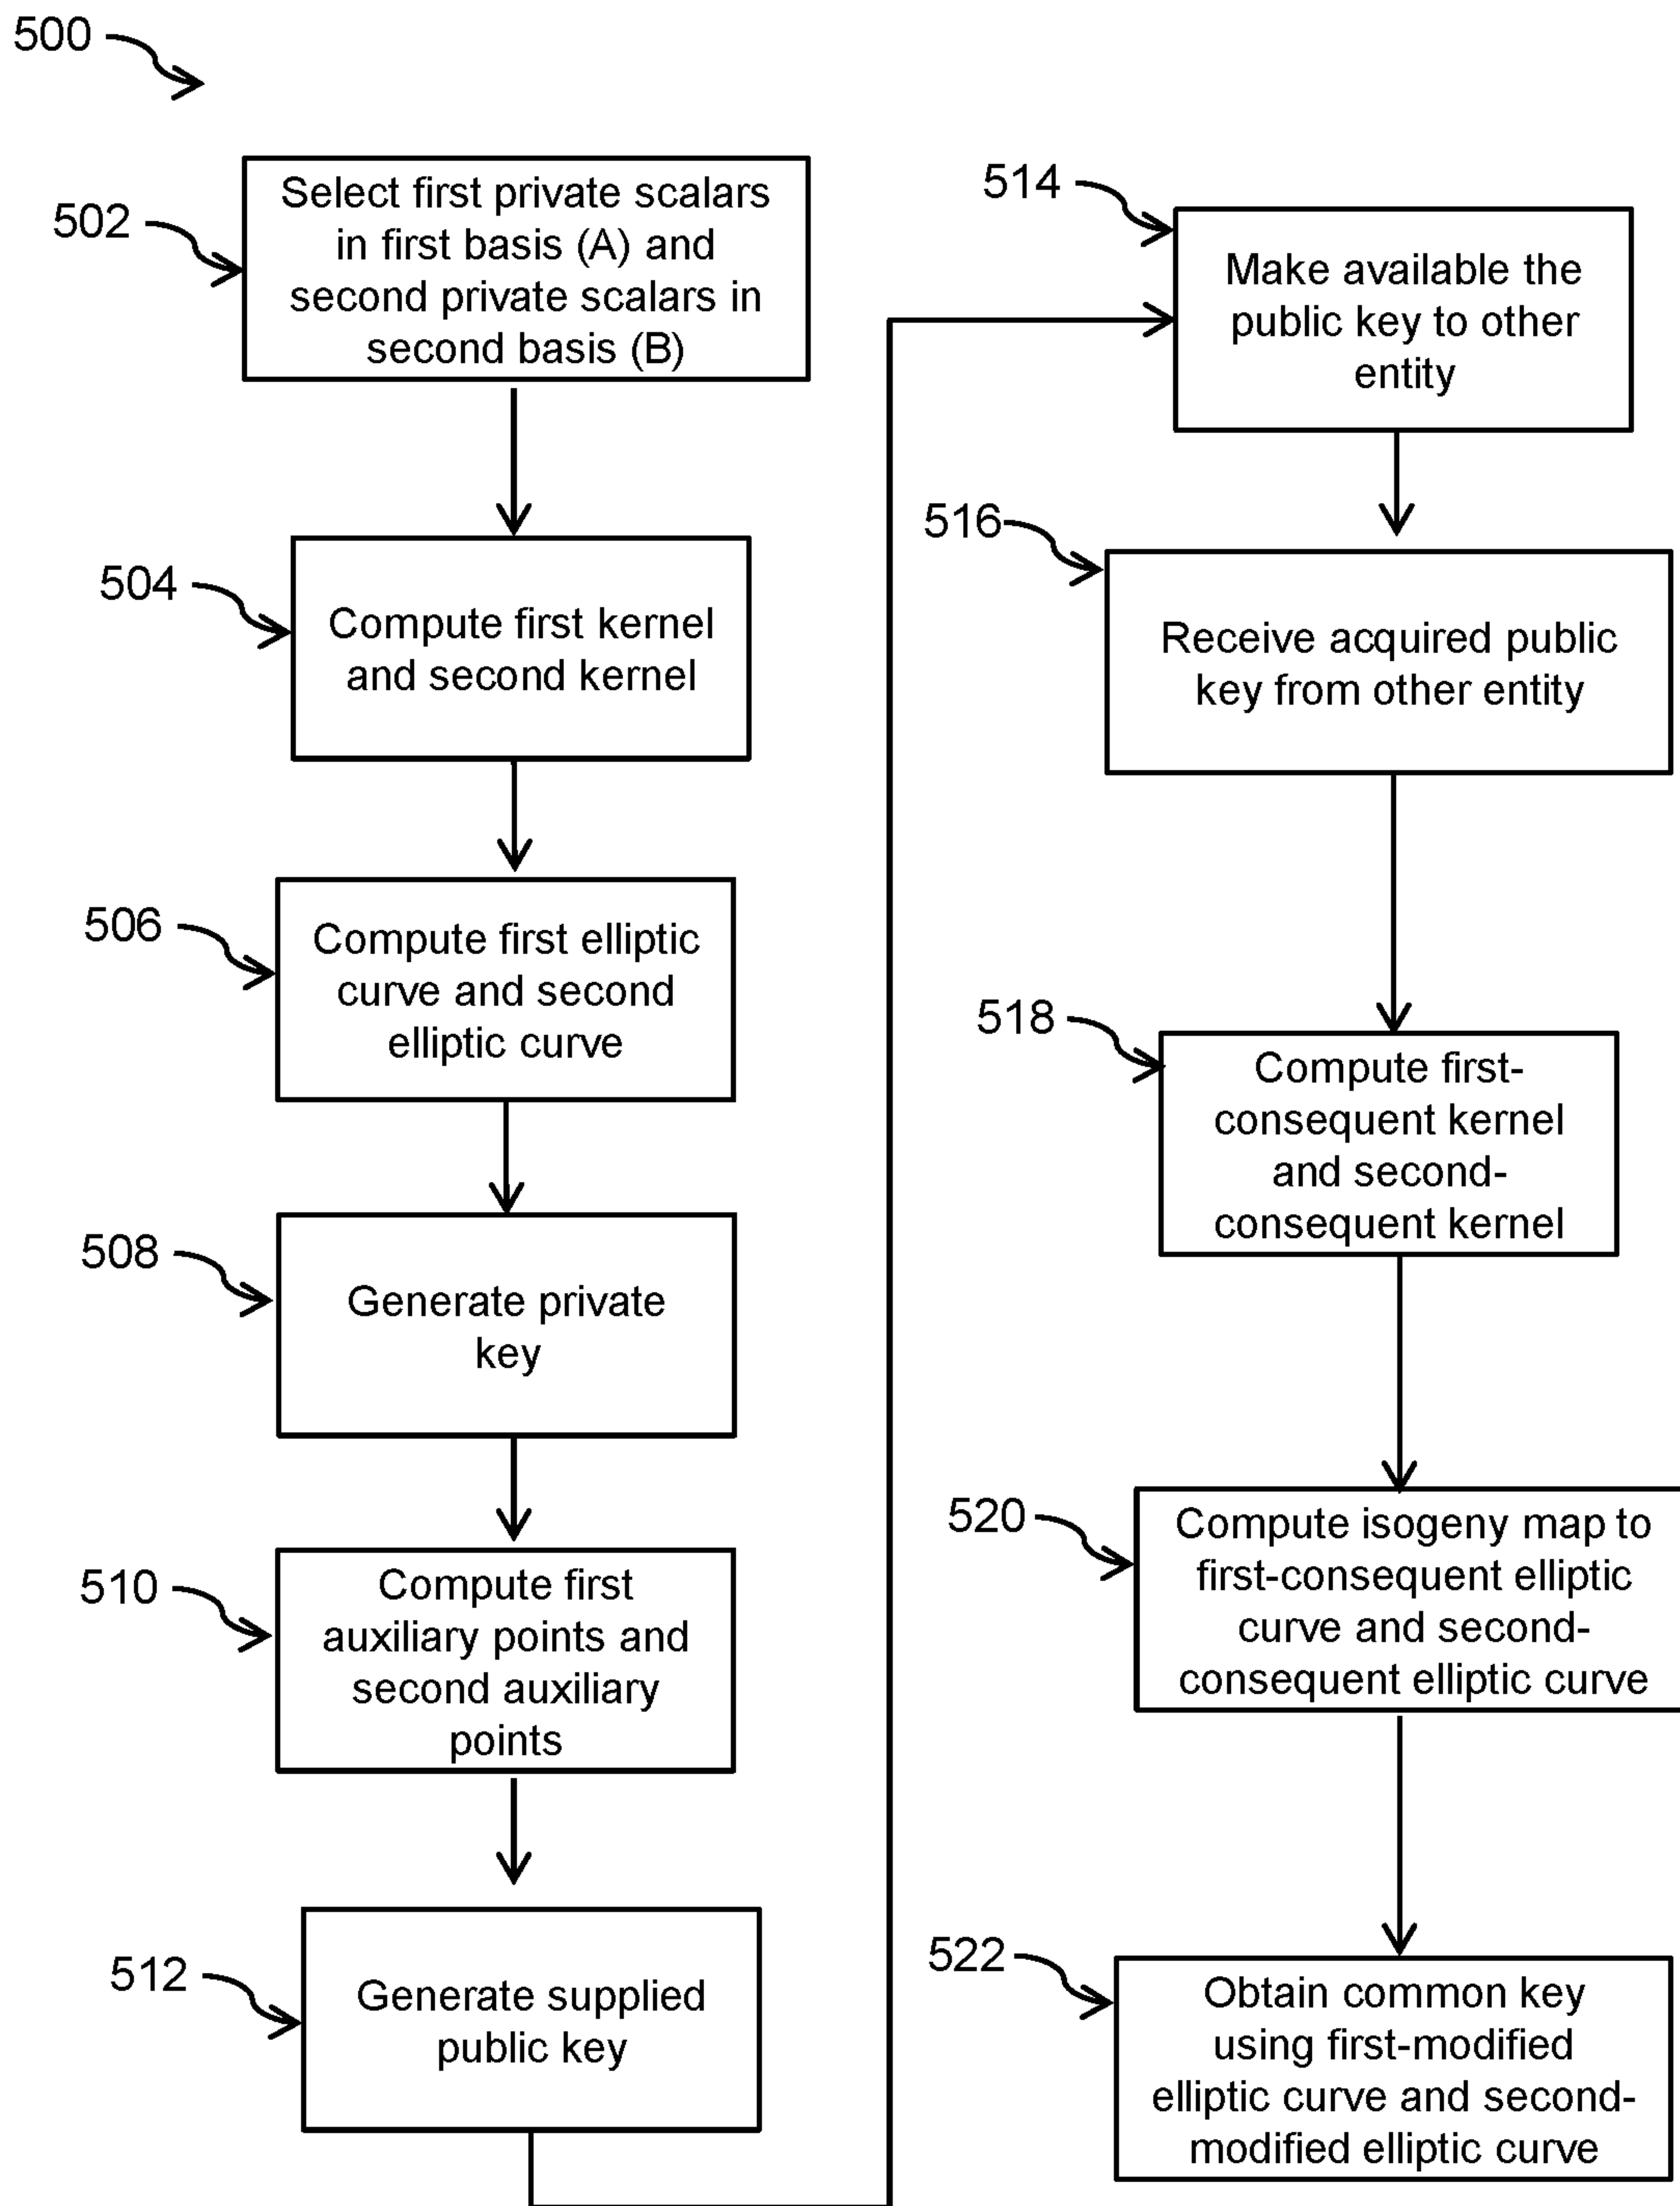 500
502
Select first private scalars
in first basis (A) and
second private scalars in
second basis (B)
504
Compute first kernel
and second kernel
506
Compute first elliptic
curve and second
elliptic curve
508
Generate private
key
510
Compute first
auxiliary points and
second auxiliary
points
512
Generate supplied
public key
514
Make available the
public key to other
entity
516
Receive acquired public
key from other entity
518
Compute first-
consequent kernel
and second-
consequent kernel
520
Compute isogeny map to
first-consequent elliptic
curve and second-
consequent elliptic curve
522
Obtain common key
using first-modified
elliptic curve and second-
modified elliptic curve